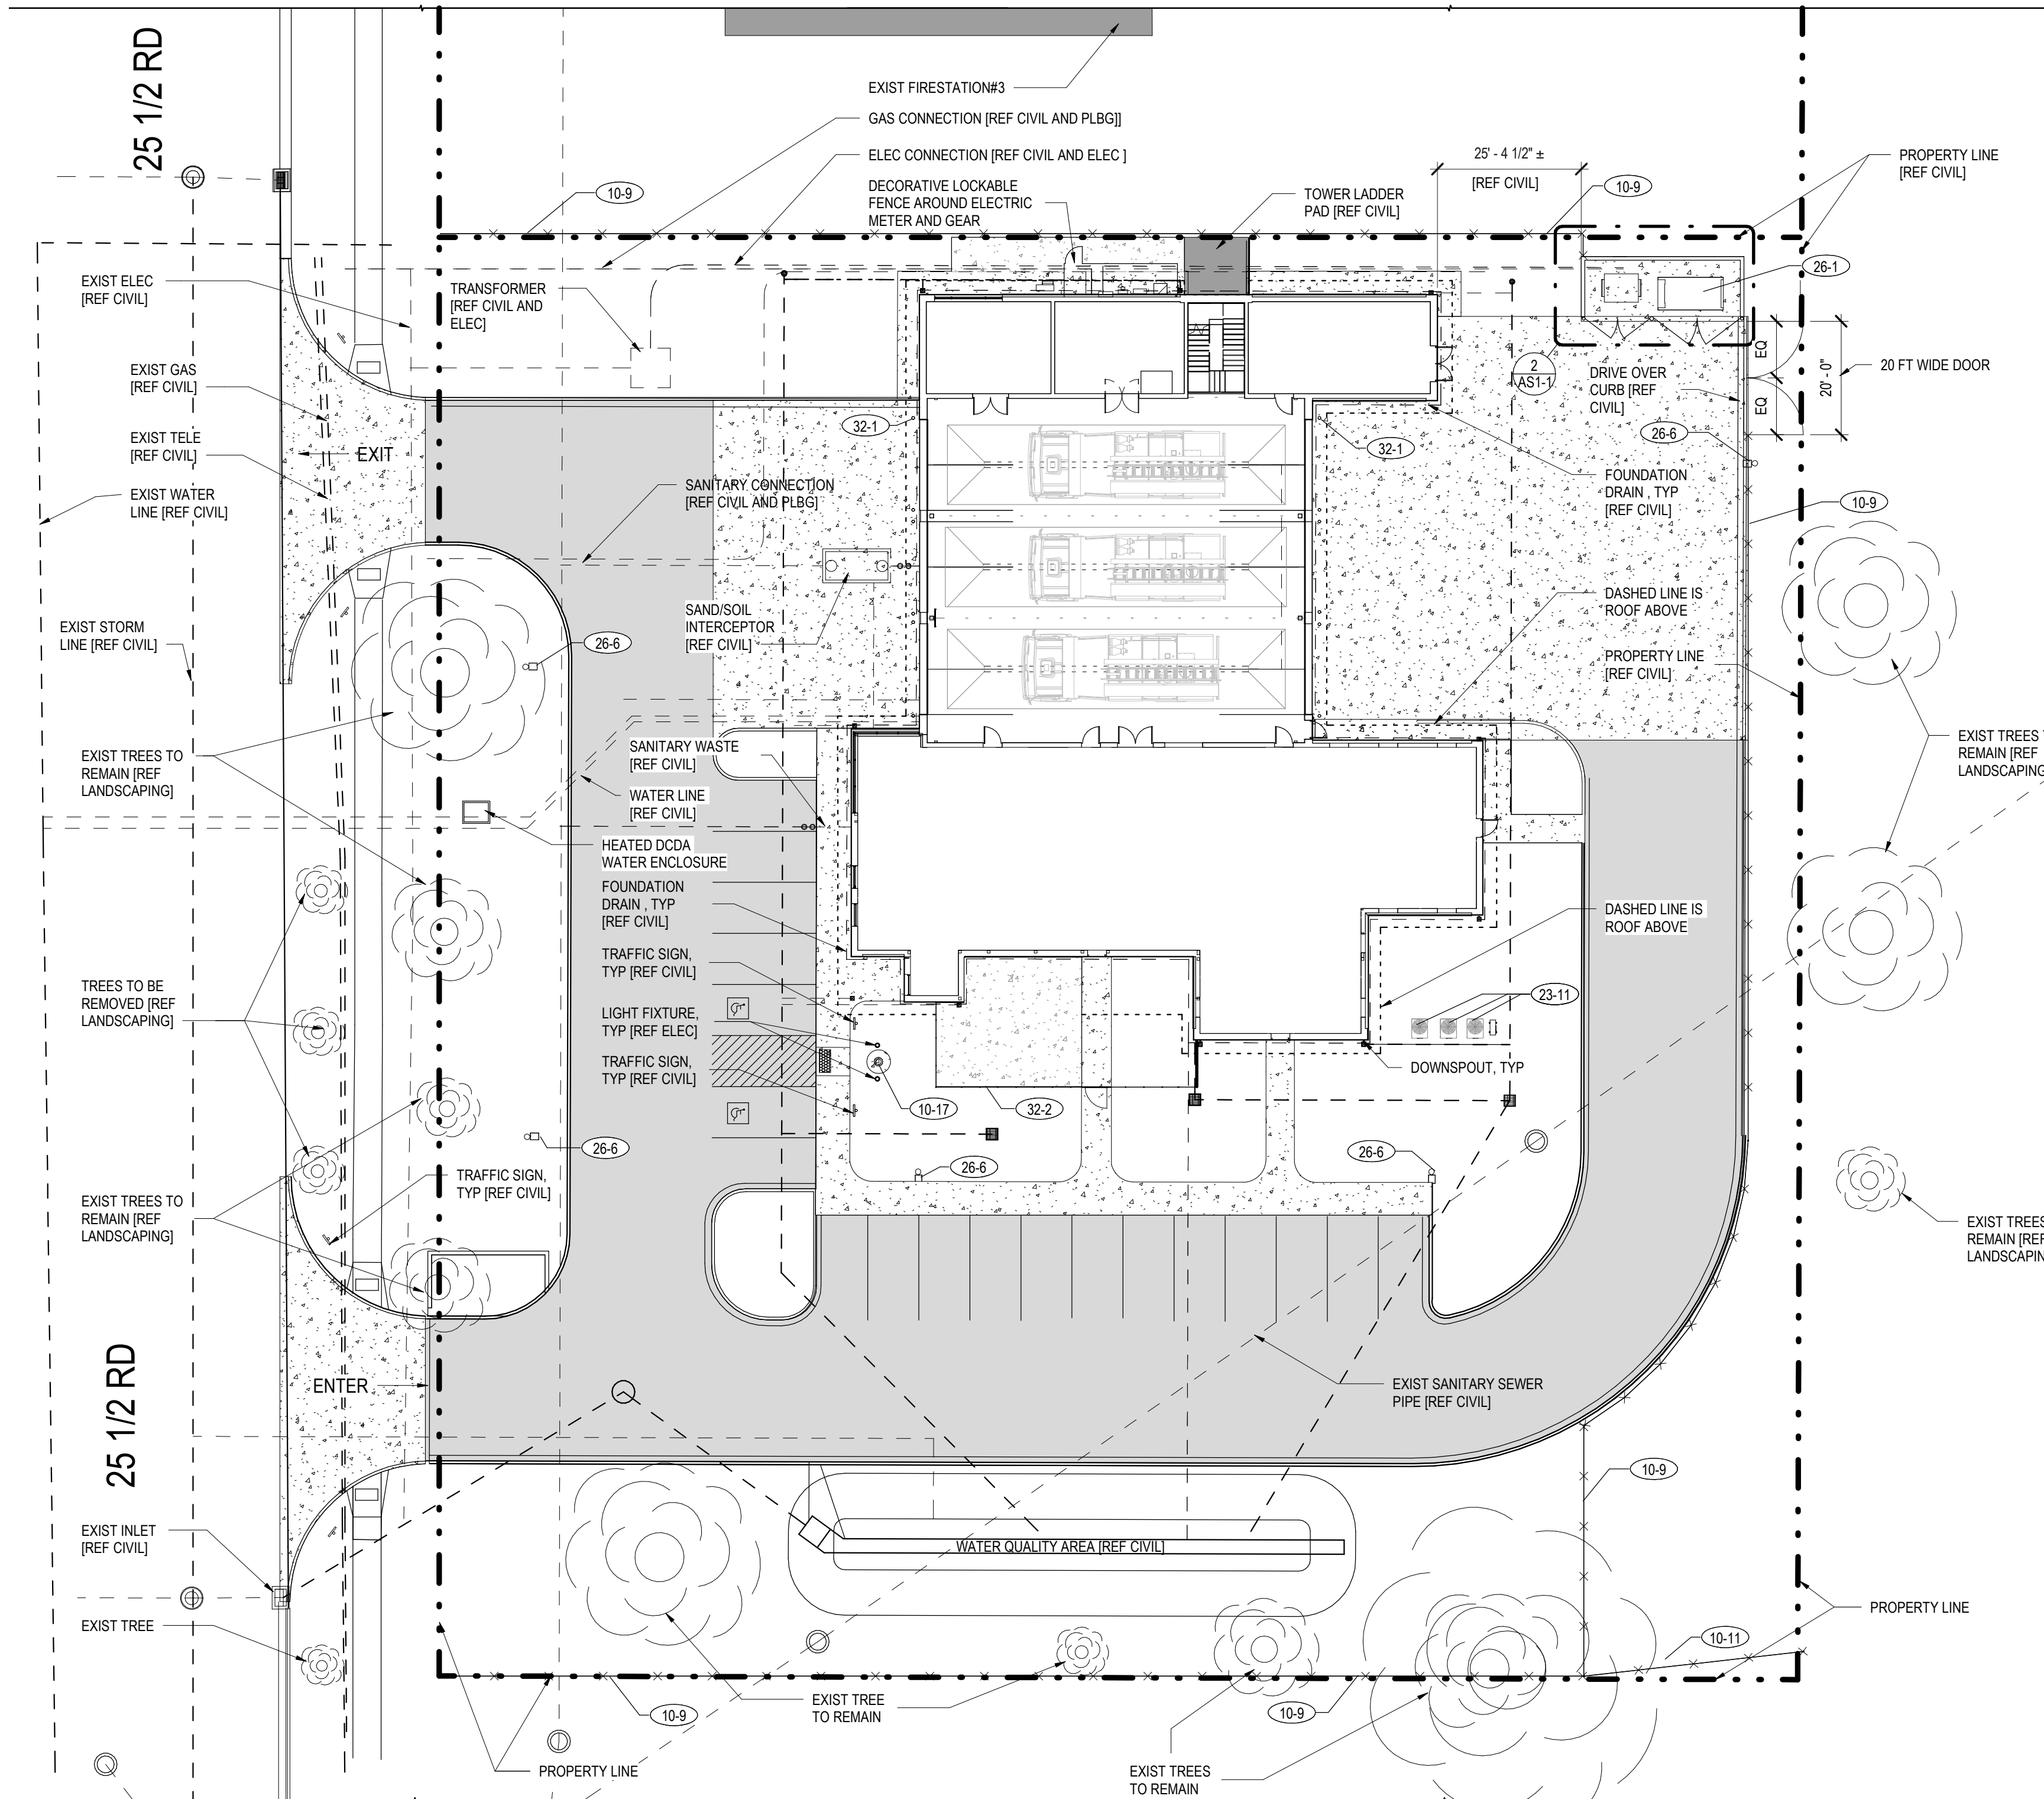 25 1/2 RD
EXIST FIRESTATION#3
GAS CONNECTION [REF CIVIL AND PLBG]]
ELEC CONNECTION [REF CIVIL AND ELEC ]
DECORATIVE LOCKABLE
FENCE AROUND ELECTRIC
METER AND GEAR
TOWER LADDER
PAD [REF CIVIL]
25' - 4 1/2" ±
[REF CIVIL]
10-9
10-9
PROPERTY LINE
[REF CIVIL]
EXIST ELEC
[REF CIVIL]
TRANSFORMER
[REF CIVIL AND
ELEC]
26-1
EXIST GAS
[REF CIVIL]
2
AS1-1
DRIVE OVER
CURB [REF
CIVIL]
EQ
EQ
20' - 0"
20 FT WIDE DOOR
EXIST TELE
[REF CIVIL]
EXIT
32-1
32-1
26-6
EXIST WATER
LINE [REF CIVIL]
SANITARY CONNECTION
[REF CIVIL AND PLBG]
FOUNDATION
DRAIN , TYP
[REF CIVIL]
10-9
SAND/SOIL
INTERCEPTOR
[REF CIVIL]
DASHED LINE IS
ROOF ABOVE
EXIST STORM
LINE [REF CIVIL]
26-6
PROPERTY LINE
[REF CIVIL]
EXIST TREES TO
REMAIN [REF
LANDSCAPING]
SANITARY WASTE
[REF CIVIL]
WATER LINE
[REF CIVIL]
EXIST TREES
REMAIN [REF
LANDSCAPING
HEATED DCDA
WATER ENCLOSURE
FOUNDATION
DRAIN , TYP
[REF CIVIL]
DASHED LINE IS
ROOF ABOVE
TRAFFIC SIGN,
TYP [REF CIVIL]
TREES TO BE
REMOVED [REF
LANDSCAPING]
LIGHT FIXTURE,
TYP [REF ELEC]
23-11
TRAFFIC SIGN,
TYP [REF CIVIL]
DOWNSPOUT, TYP
10-17
32-2
26-6
26-6
26-6
TRAFFIC SIGN,
TYP [REF CIVIL]
EXIST TREES TO
REMAIN [REF
LANDSCAPING]
EXIST TREES
REMAIN [REF
LANDSCAPIN
25 1/2 RD
ENTER
EXIST SANITARY SEWER
PIPE [REF CIVIL]
10-9
EXIST INLET
[REF CIVIL]
WATER QUALITY AREA [REF CIVIL]
EXIST TREE
PROPERTY LINE
10-11
EXIST TREE
TO REMAIN
10-9
10-9
PROPERTY LINE
EXIST TREES
TO REMAIN